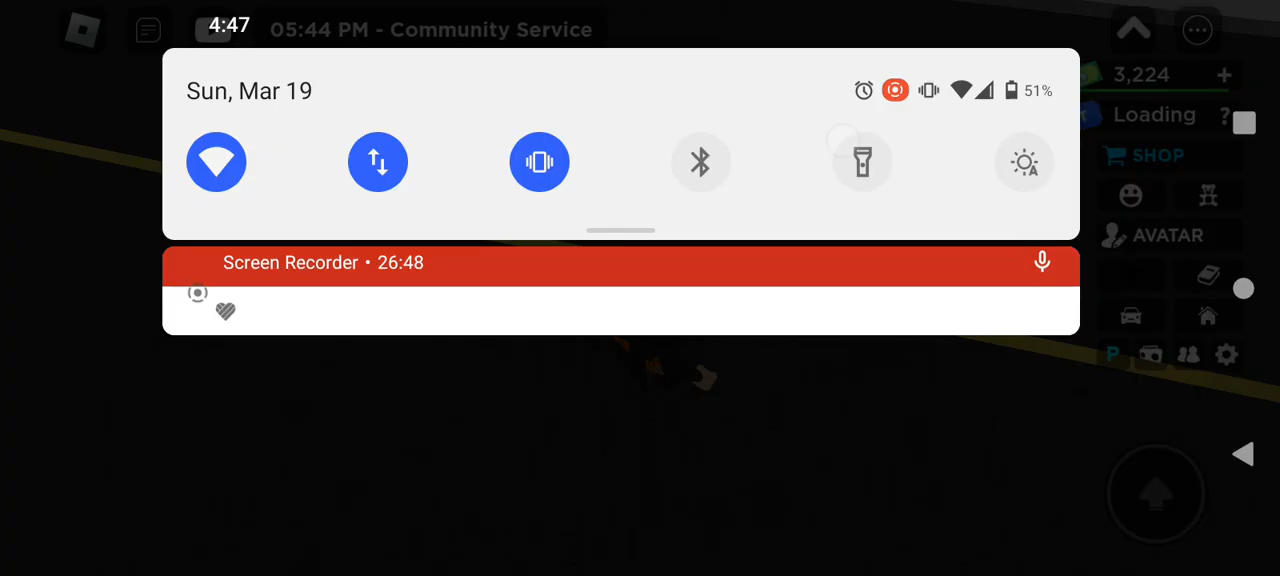 4:47
05:44 PM - Community Service
Sun, Mar 19
51%
3,224 +
Loading ?
SHOP
Screen Recorder • 26:48
AVATAR
P